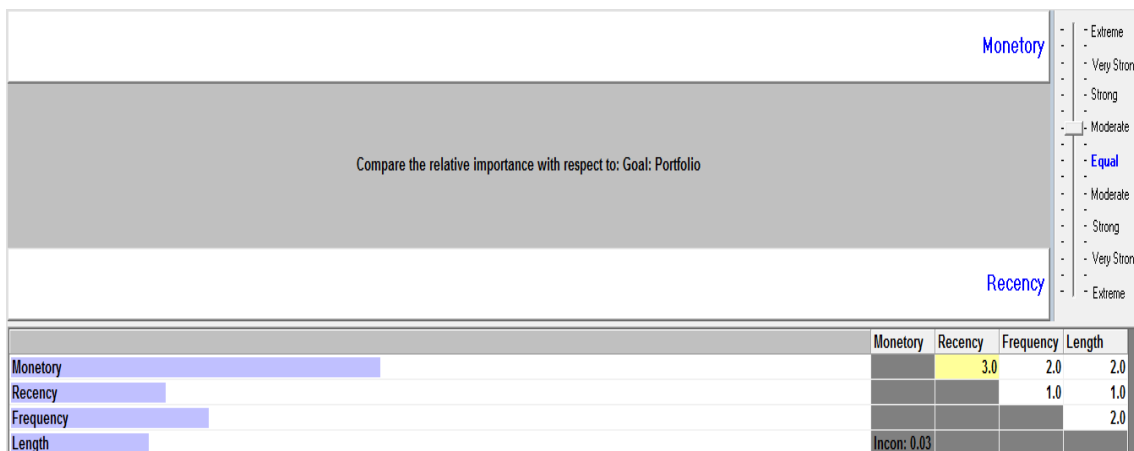 Monetory
Extreme
Very Stron
Strong
Moderate
Equal
Moderate
Strong
Very Stron
Extreme
Compare the relative importance with respect to: Goal: Portfolio
Recency
Monetory Recency Frequency Length
Monetory 3.0 2.0 2.0
Recency 1.0 1.0
Frequency 2.0
Length Incon: 0.03